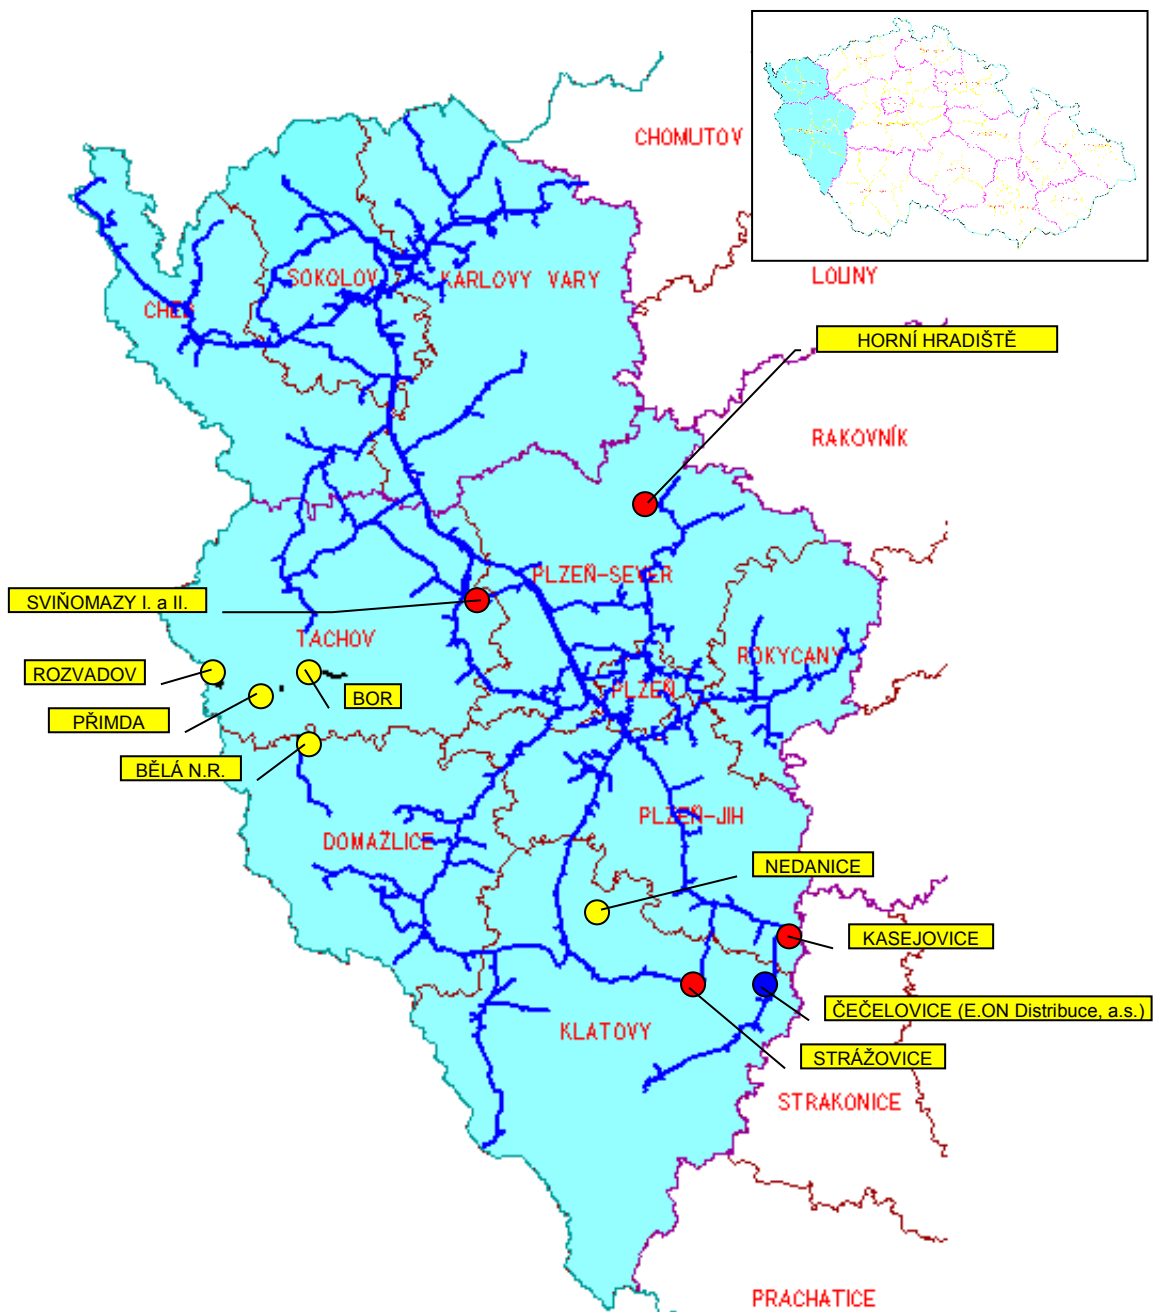 CHOMUTOV
LOUNY
SOKOLOV
KARLOVY VARY
CHEB
HORNÍ HRADIŠTĚ
RAKOVNÍK
PLZEŇ-SEVER
SVIŇOMAZY I. a II.
TACHOV
ROKYCANY
ROZVADOV
BOR
PLZEŇ
PŘIMDA
BĚLÁ N.R.
PLZEŇ-JIH
DOMAŽLICE
NEDANICE
KASEJOVICE
ČEČELOVICE (E.ON Distribuce, a.s.)
KLATOVY
STRÁŽOVICE
STRAKONICE
PRACHATICE